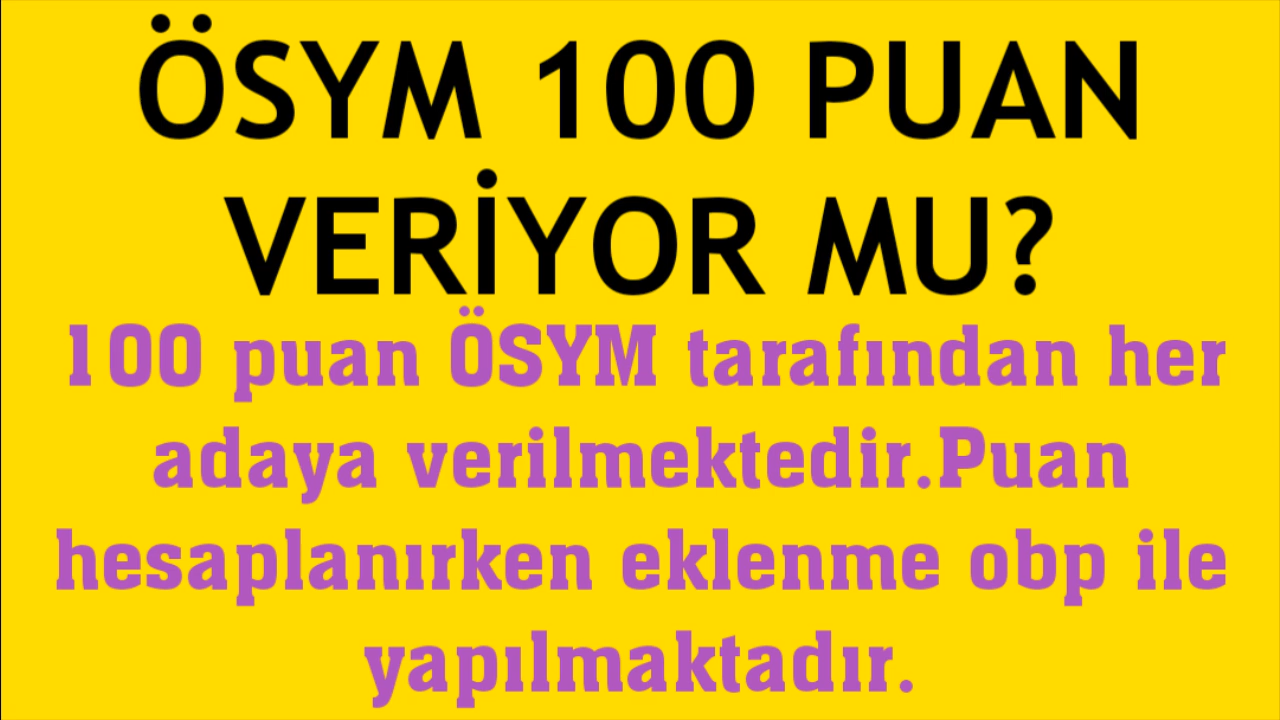 ÖSYM 100 PUAN
VERİYOR MU?
100 puan ÖSYM tarafından her
adaya verilmektedir.Puan
hesaplanırken eklenme obp ile
yapılmaktadır.